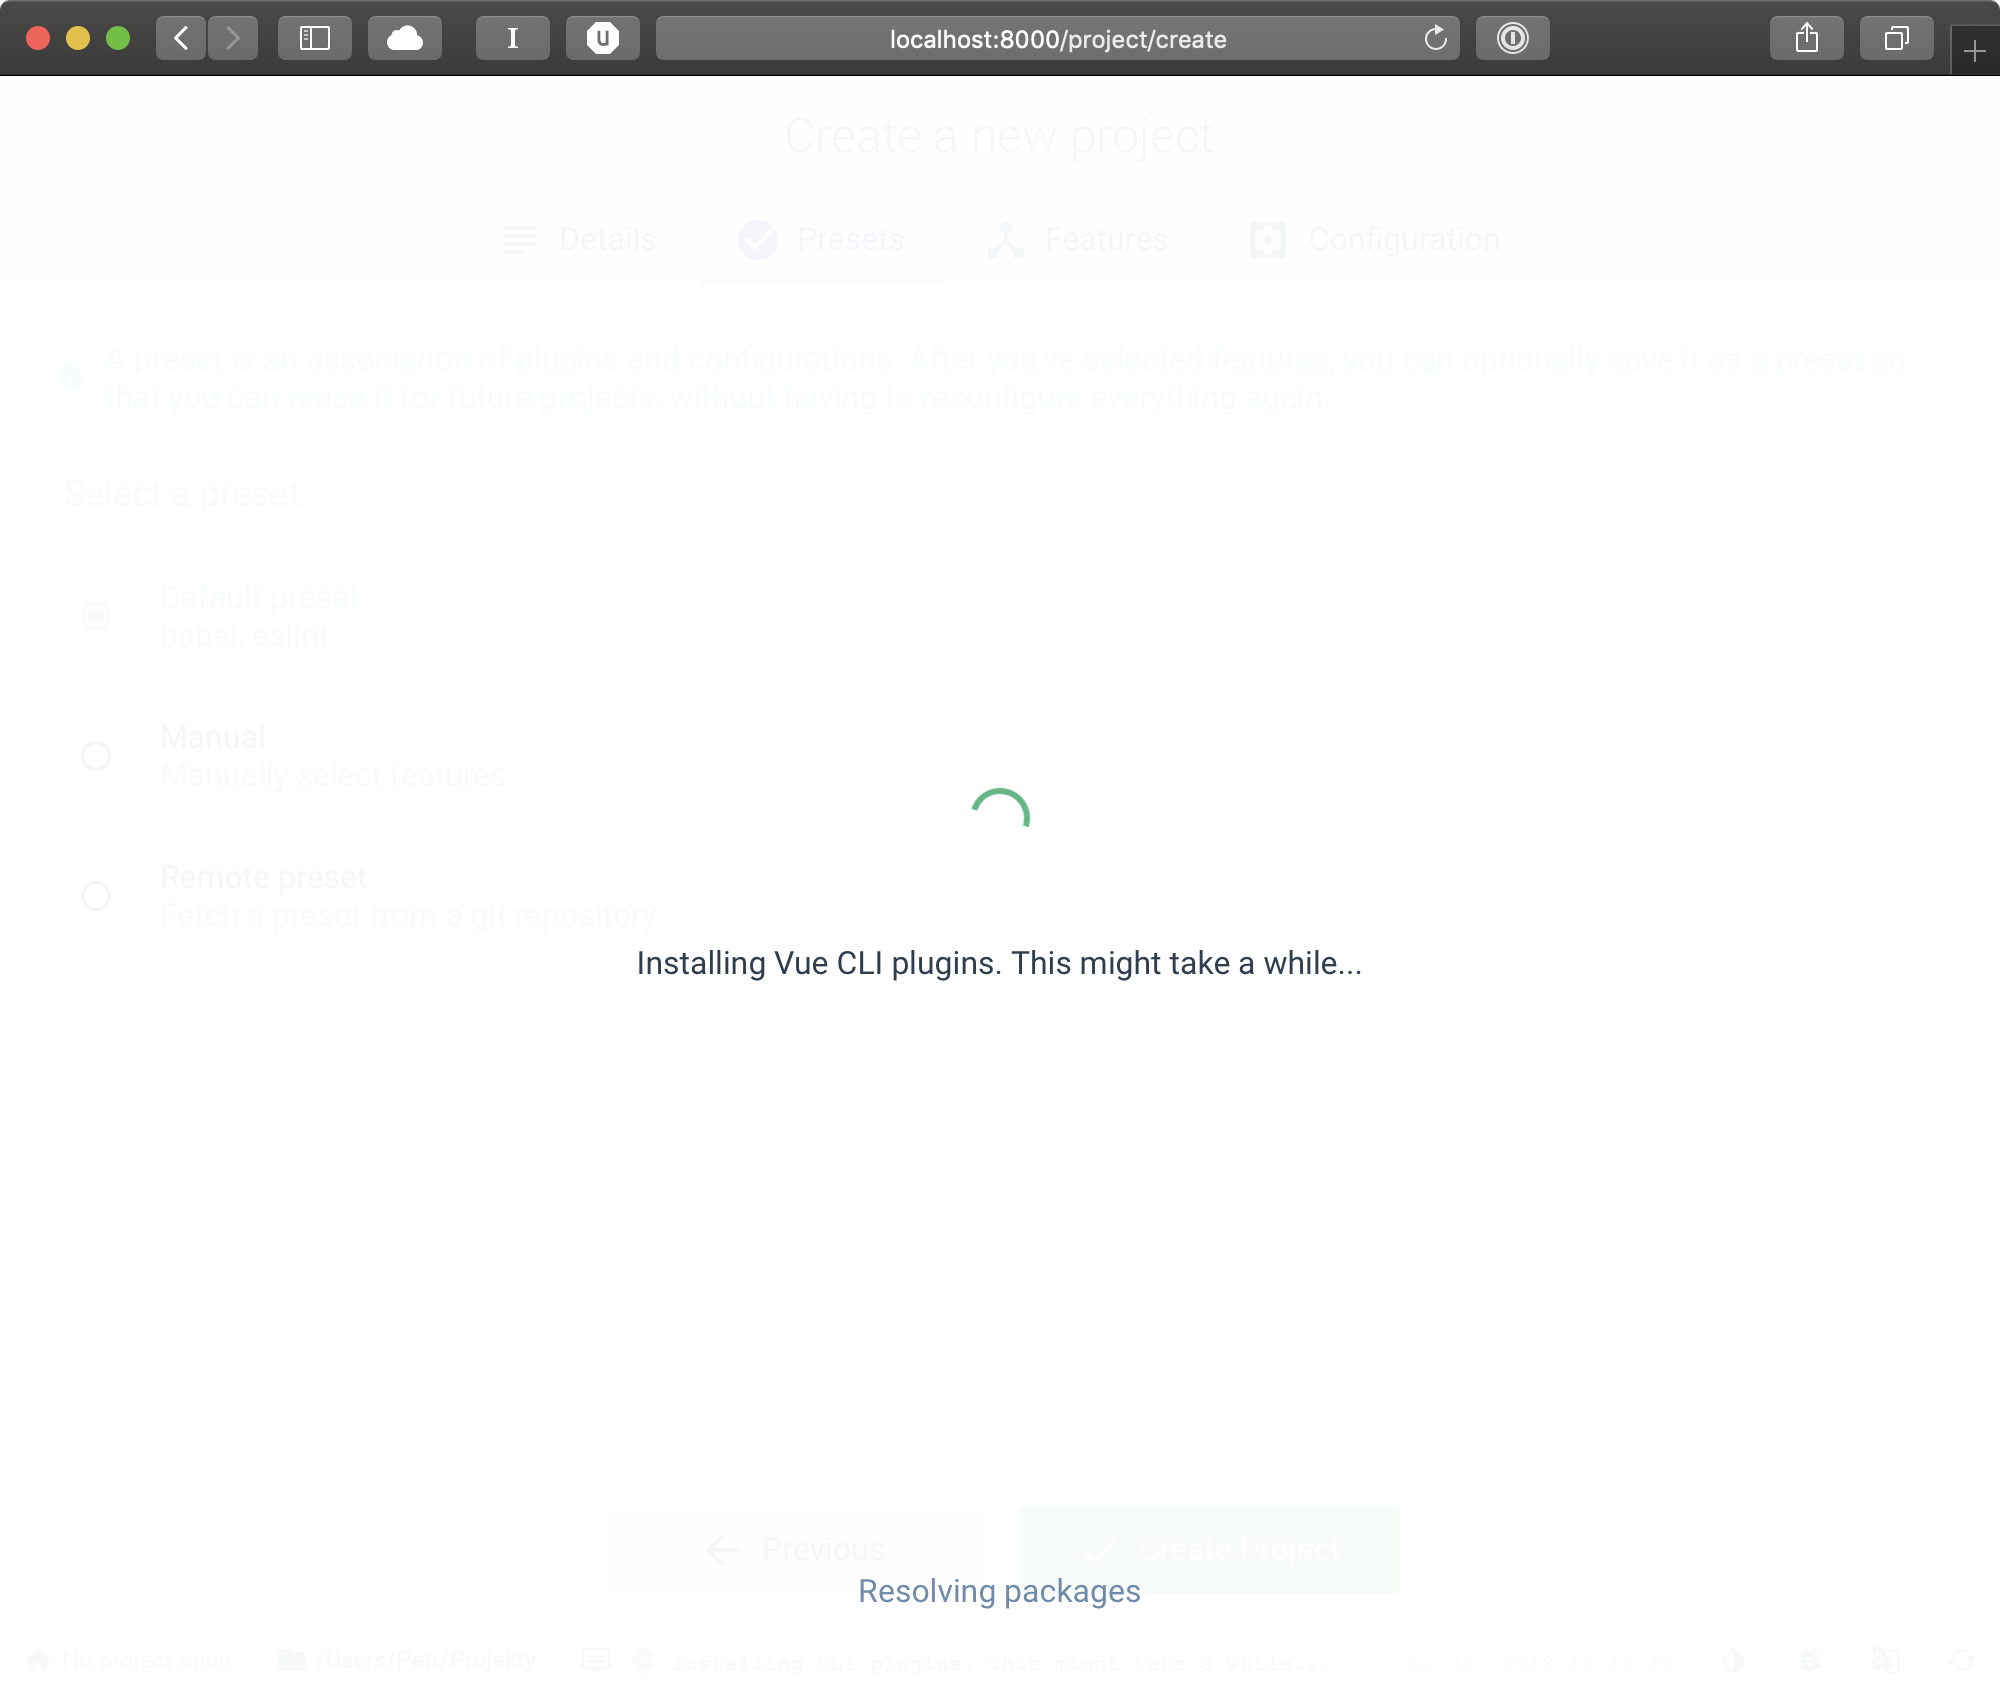 localhost:8000/project/create
Create a new project
Details
Presets
Features
Configuration
A preset is an association of plugins and configurations. After you've selected features, you can optionally save it as a preset so
that you can reuse it for future projects, without having to reconfigure everything again.
Select a preset
Default preset
babel, eslint
Manual
Manually select features
Remote preset
Fetch a preset from a git repository
Installing Vue CLI plugins. This might take a while...
Previous
Create Project
Resolving packages
No project open
/Users/Petr/Projekty
Installing CLI plugins. This might take a while...
6. 10. 2018